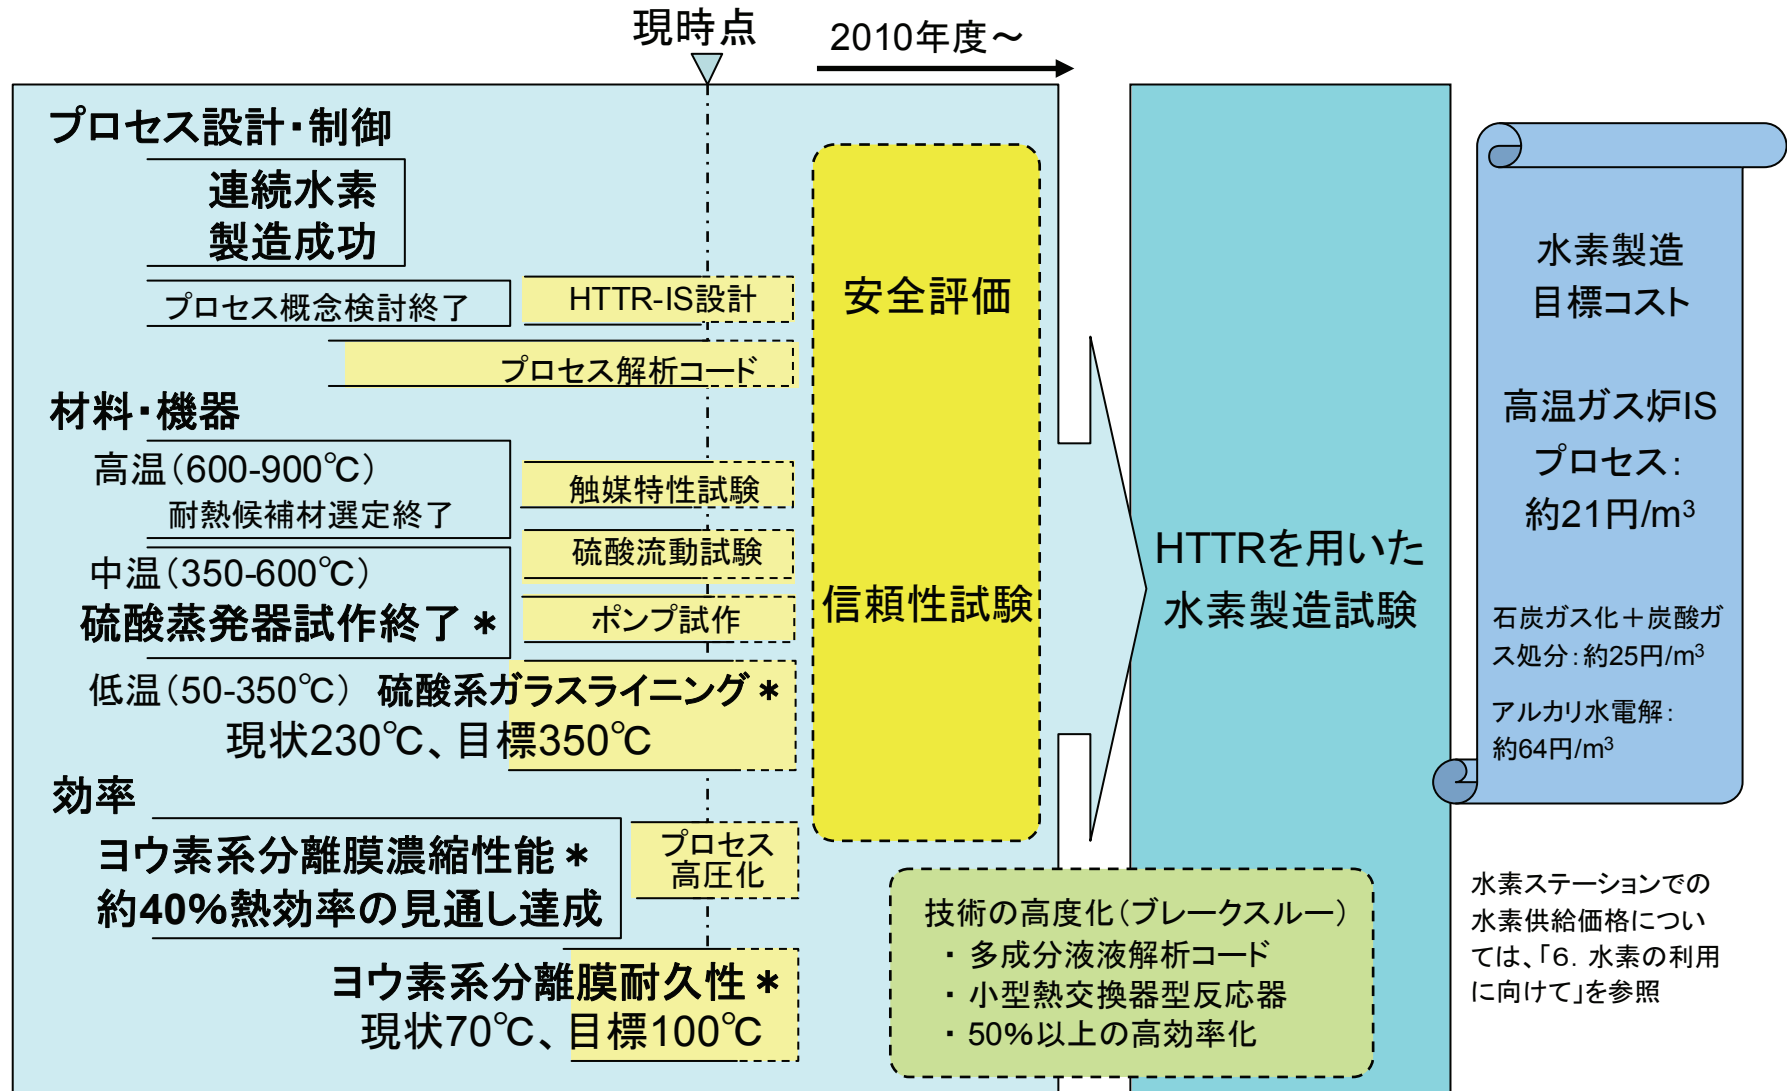 現時点
2010年度～
プロセス設計・制御
連続水素
製造成功
プロセス概念検討終了
HTTR-IS設計
プロセス解析コード
材料・機器
高温（600-900℃）
耐熱候補材選定終了
触媒特性試験
硫酸流動試験
中温（350-600℃）
硫酸蒸発器試作終了＊
ポンプ試作
低温（50-350℃） 硫酸系ガラスライニング＊
現状230℃、目標350℃
効率
ヨウ素系分離膜濃縮性能＊
約40%熱効率の見通し達成
プロセス
高圧化
ヨウ素系分離膜耐久性＊
現状70℃、目標100℃
安全評価
信頼性試験
技術の高度化（ブレークスルー）
・ 多成分液液解析コード
・ 小型熱交換器型反応器
・ 50%以上の高効率化
HTTRを用いた
水素製造試験
水素製造
目標コスト
高温ガス炉IS
プロセス：
約21円/m³
石炭ガス化＋炭酸ガ
ス処分：約25円/m³
アルカリ水電解：
約64円/m³
水素ステーションでの
水素供給価格につい
ては、「６．水素の利用
に向けて」を参照